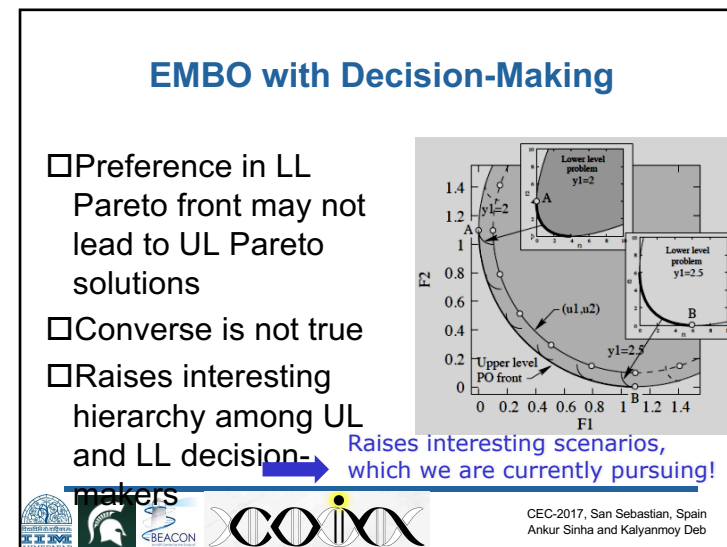 EMBO with Decision-Making
Preference in LL
Pareto front may not
lead to UL Pareto
solutions
Converse is not true
Raises interesting
hierarchy among UL
and LL decision-
makers
Lower level
problem
y1=2
A
Lower level
problem
y1=2.5
B
1.4
1.2
1
0.8
0.6
0.4
0.2
0
F2
A
y1=2
(u1,u2)
y1=2.5
Upper level
PO front
B
0 0.2 0.4 0.6 0.8 1 1.2 1.4
F1
Raises interesting scenarios,
which we are currently pursuing!
BEACON
CEC-2017, San Sebastian, Spain
Ankur Sinha and Kalyanmoy Deb